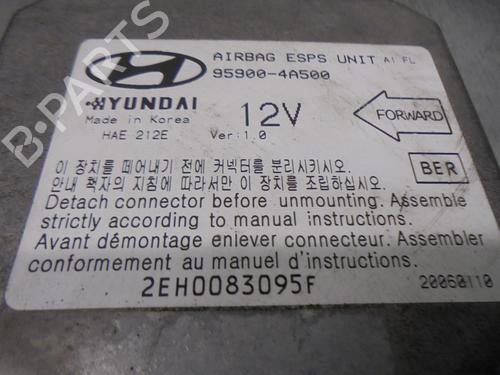 AIRBAG ESPS UNIT A1 FL
95900-4A500
HYUNDAI
Made in Korea
HAE 212E
12V
Ver:1.0
FORWARD
BER
이 장치를 떼어내기 전에 커넥터를 분리시키시오.
안내 책자의 지침에 따라서만 이 장치를 조립하십시오.
Detach connector before unmounting. Assemble
strictly according to manual instructions.
Avant démontage enliever connecteur. Assembler
conformement au manuel d'instructions.
2EH0083095F
20060110
B-PARTS